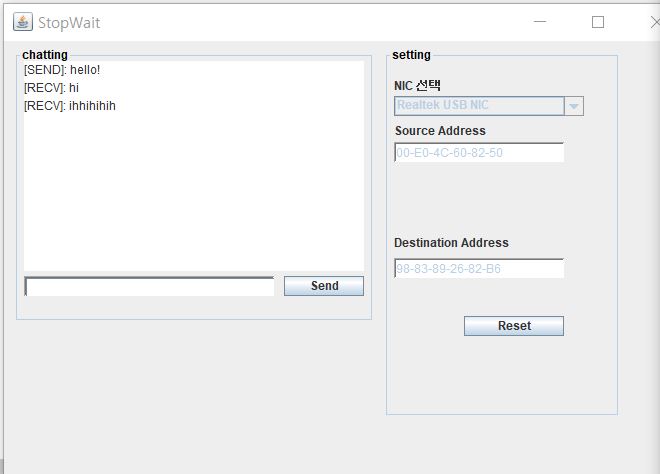 StopWait
chatting
[SEND]: hello!
[RECV]: hi
[RECV]: ihhihihih
Send
setting
NIC 선택
Realtek USB NIC
Source Address
00-E0-4C-60-82-50
Destination Address
98-83-89-26-82-B6
Reset